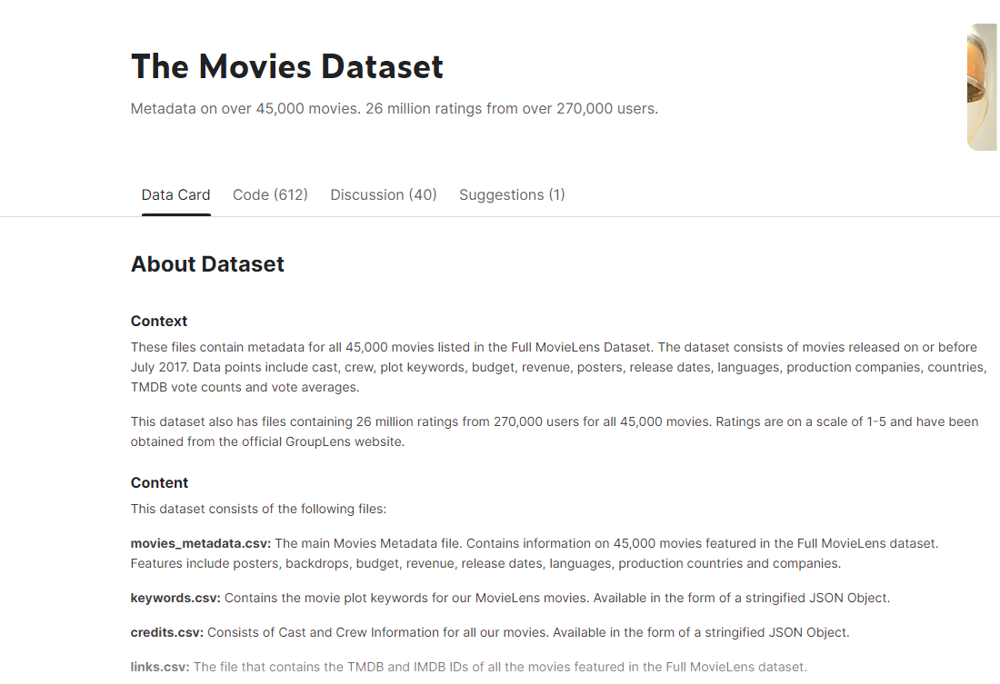 The Movies Dataset
Metadata on over 45,000 movies. 26 million ratings from over 270,000 users.
Data Card
Code (612)
Discussion (40)
Suggestions (1)
About Dataset
Context
These files contain metadata for all 45,000 movies listed in the Full MovieLens Dataset. The dataset consists of movies released on or before
July 2017. Data points include cast, crew, plot keywords, budget, revenue, posters, release dates, languages, production companies, countries,
TMDB vote counts and vote averages.
This dataset also has files containing 26 million ratings from 270,000 users for all 45,000 movies. Ratings are on a scale of 1-5 and have been
obtained from the official GroupLens website.
Content
This dataset consists of the following files:
movies_metadata.csv: The main Movies Metadata file. Contains information on 45,000 movies featured in the Full MovieLens dataset.
Features include posters, backdrops, budget, revenue, release dates, languages, production countries and companies.
keywords.csv: Contains the movie plot keywords for our MovieLens movies. Available in the form of a stringified JSON Object.
credits.csv: Consists of Cast and Crew Information for all our movies. Available in the form of a stringified JSON Object.
links.csv: The file that contains the TMDB and IMDB IDs of all the movies featured in the Full MovieLens dataset.